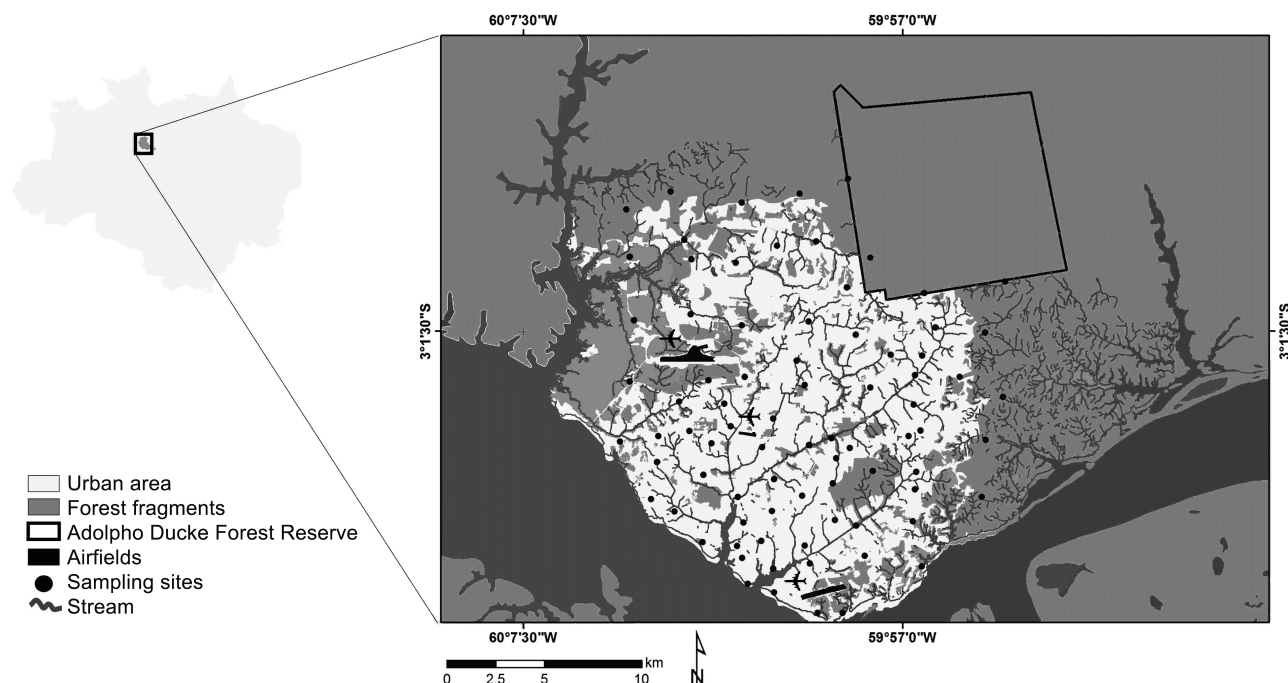 60°7'30"W 59°57'0"W
3°1'30"S 3°1'30"S
Urban area
Forest fragments
Adolpho Ducke Forest Reserve
Airfields
Sampling sites
Stream
60°7'30"W 59°57'0"W
km
0 2.5 5 10
N